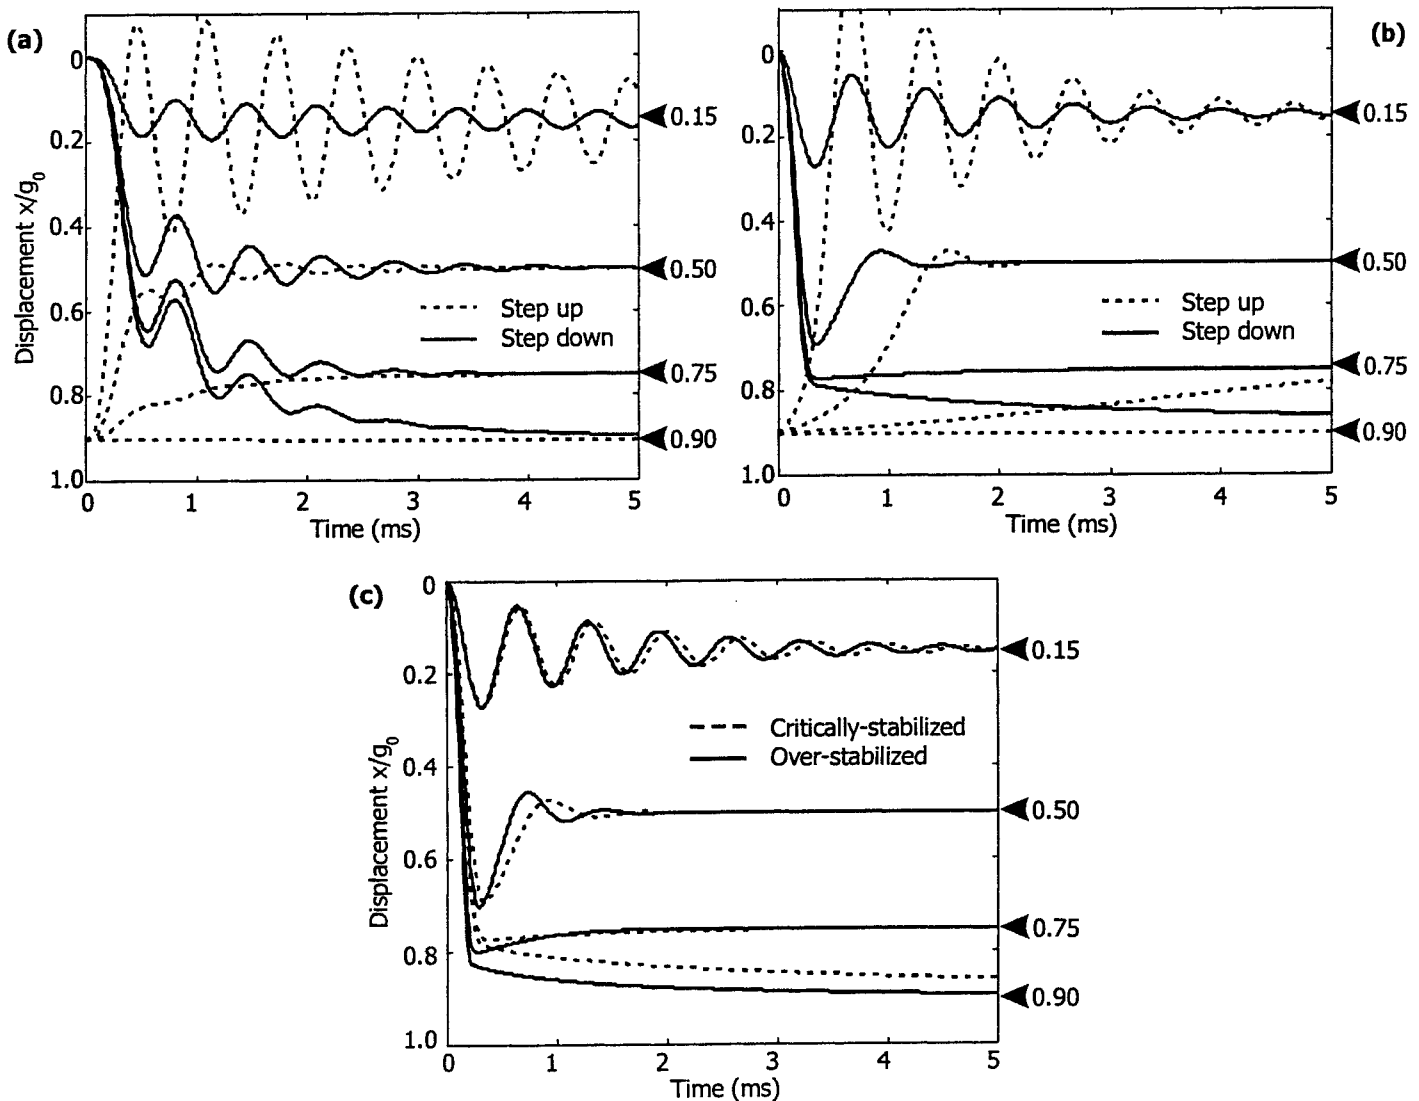 (a)
0
0.2
0.4
0.6
0.8
1.0
Displacement x/g0
0 1 2 3 4 5
Time (ms)
Step up
Step down
0.15
0.50
0.75
0.90
(b)
0
0.2
0.4
0.6
0.8
1.0
0 1 2 3 4 5
Time (ms)
Step up
Step down
0.15
0.50
0.75
0.90
(c)
0
0.2
0.4
0.6
0.8
1.0
Displacement x/g0
0 1 2 3 4 5
Time (ms)
Critically-stabilized
Over-stabilized
0.15
0.50
0.75
0.90